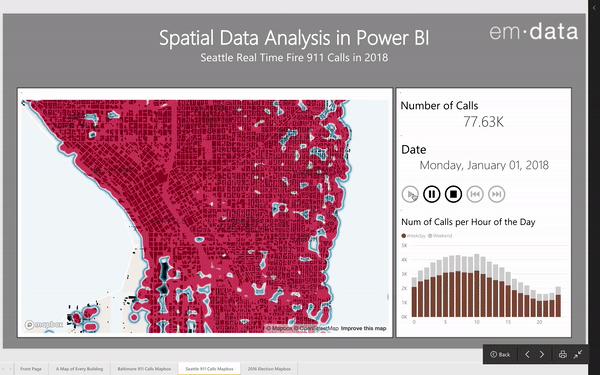 em·data
Spatial Data Analysis in Power BI
Seattle Real Time Fire 911 Calls in 2018
Number of Calls
77.63K
Date
Monday, January 01, 2018
Num of Calls per Hour of the Day
Weekday Weekend
5K
4K
3K
2K
1K
0K
0 5 10 15 20
mapbox
© Mapbox © OpenStreetMap Improve this map
Back
Front Page
A Map of Every Building
Baltimore 911 Calls Mapbox
Seattle 911 Calls Mapbox
2016 Election Mapbox